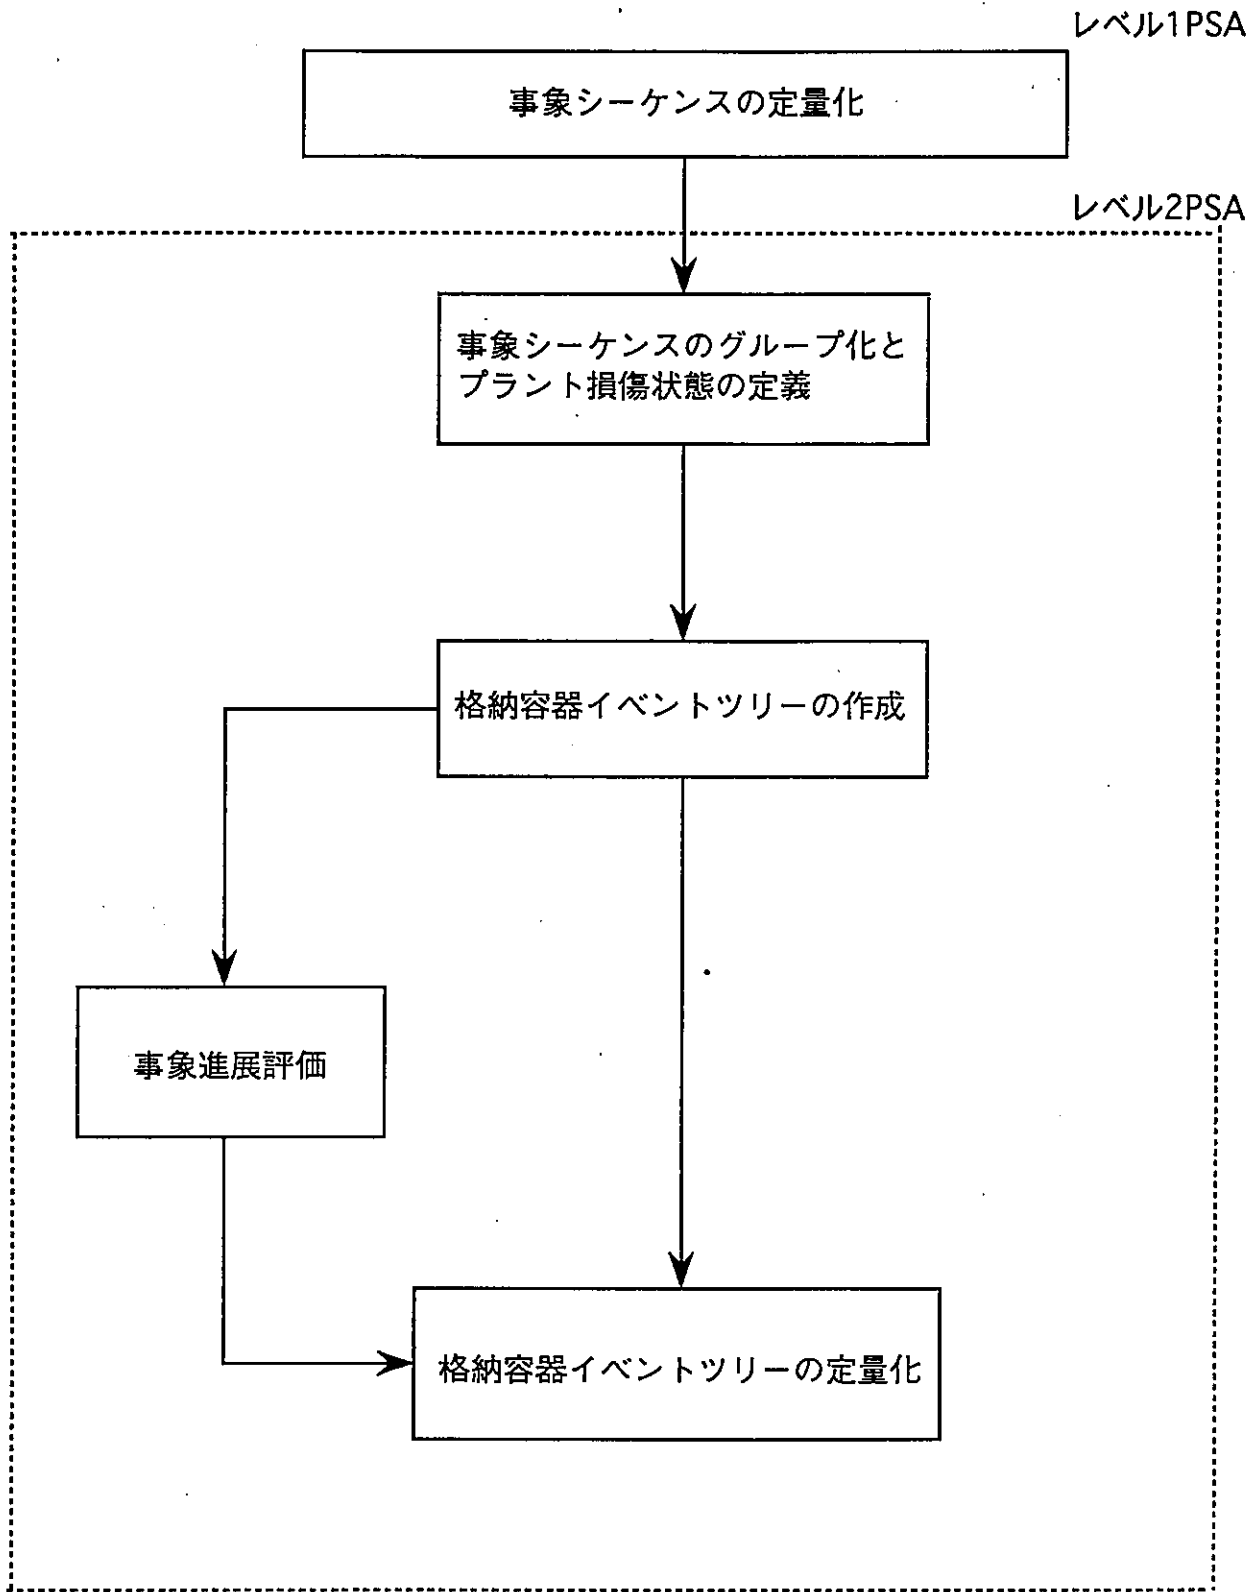 レベル1PSA
事象シーケンスの定量化
レベル2PSA
事象シーケンスのグループ化と
プラント損傷状態の定義
格納容器イベントツリーの作成
事象進展評価
格納容器イベントツリーの定量化